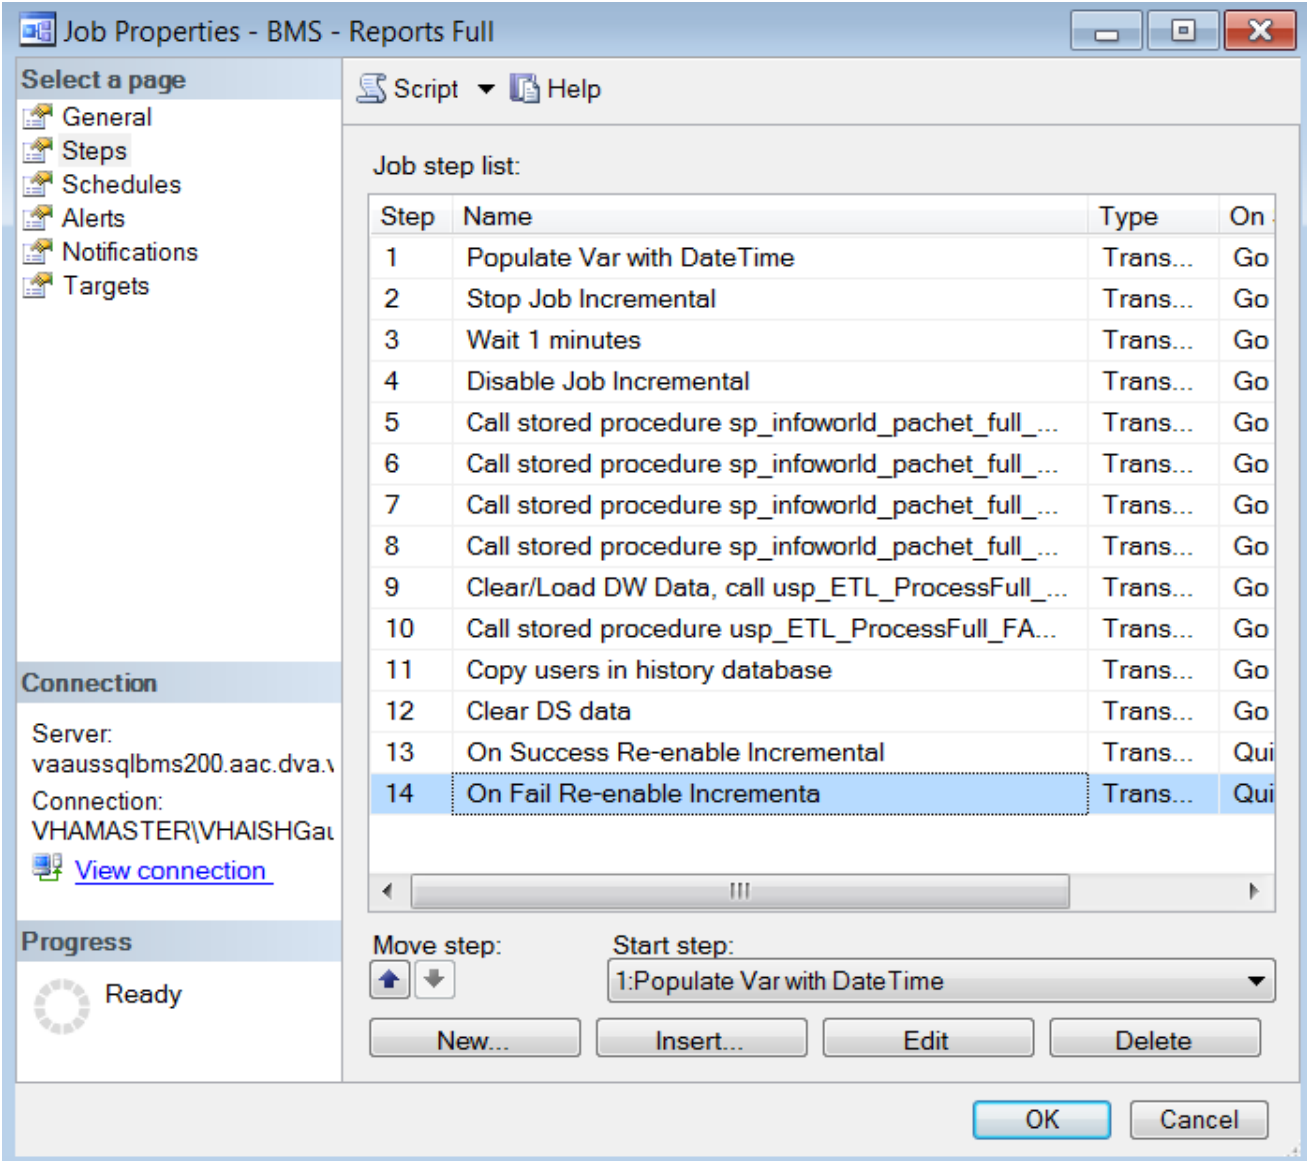 Job Properties - BMS - Reports Full
Select a page
General
Steps
Schedules
Alerts
Notifications
Targets
Connection
Server:
vaaussqlbms200.aac.dva.v
Connection:
VHAMASTER\VHAISHGau
View connection
Progress
Ready
Script Help
Job step list:
Step Name Type On
1 Populate Var with DateTime Trans... Go
2 Stop Job Incremental Trans... Go
3 Wait 1 minutes Trans... Go
4 Disable Job Incremental Trans... Go
5 Call stored procedure sp_infoworld_pachet_full_... Trans... Go
6 Call stored procedure sp_infoworld_pachet_full_... Trans... Go
7 Call stored procedure sp_infoworld_pachet_full_... Trans... Go
8 Call stored procedure sp_infoworld_pachet_full_... Trans... Go
9 Clear/Load DW Data, call usp_ETL_ProcessFull_... Trans... Go
10 Call stored procedure usp_ETL_ProcessFull_FA... Trans... Go
11 Copy users in history database Trans... Go
12 Clear DS data Trans... Go
13 On Success Re-enable Incremental Trans... Qui
14 On Fail Re-enable Incrementa Trans... Qui
Move step: Start step:
1:Populate Var with DateTime
New... Insert... Edit Delete
OK Cancel